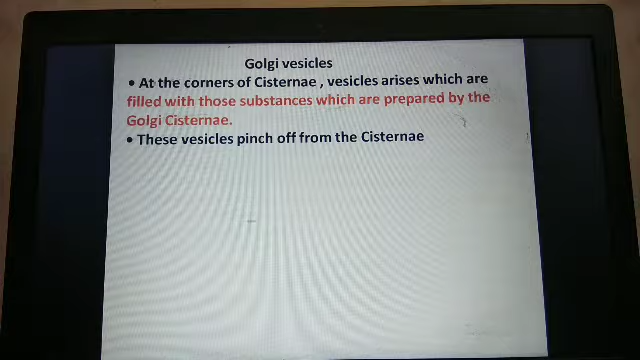 Golgi vesicles
• At the corners of Cisternae , vesicles arises which are
filled with those substances which are prepared by the
Golgi Cisternae.
• These vesicles pinch off from the Cisternae